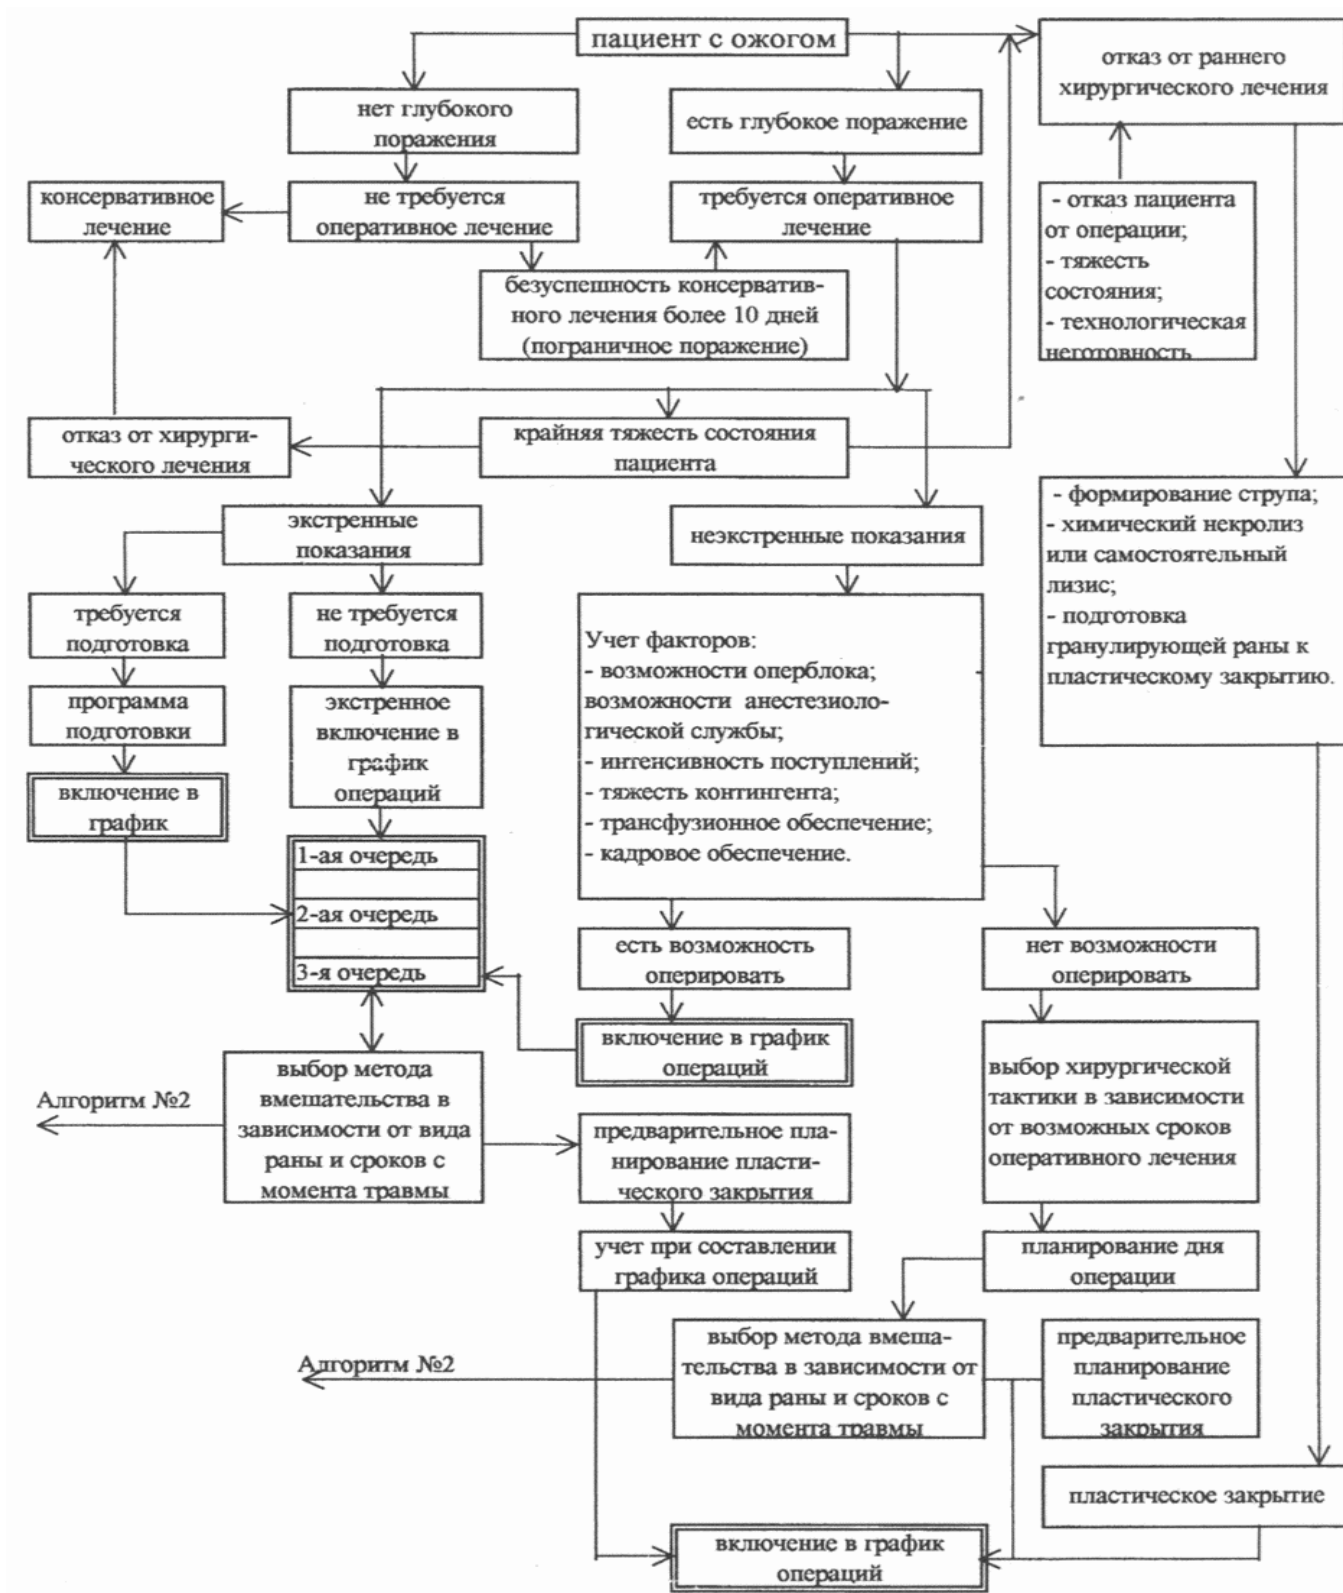 пациент с ожогом
отказ от раннего
хирургического лечения
нет глубокого
поражения
есть глубокое поражение
консервативное
лечение
не требуется
оперативное лечение
требуется оперативное
лечение
- отказ пациента
от операции;
- тяжесть
состояния;
- технологическая
неготовность
безуспешность консерватив-
ного лечения более 10 дней
(пограничное поражение)
отказ от хирурги-
ческого лечения
крайняя тяжесть состояния
пациента
- формирование струпа;
- химический некролиз
или самостоятельный
лизис;
- подготовка
гранулирующей раны к
пластическому закрытию.
экстренные
показания
неэкстренные показания
требуется
подготовка
не требуется
подготовка
Учет факторов:
- возможности оперблока;
возможности анестезиоло-
гической службы;
- интенсивность поступлений;
- тяжесть контингента;
- трансфузионное обеспечение;
- кадровое обеспечение.
программа
подготовки
экстренное
включение в
график
операций
включение в
график
1-ая очередь
2-ая очередь
3-я очередь
есть возможность
оперировать
нет возможности
оперировать
включение в график
операций
выбор метода
вмешательства в
зависимости от вида
раны и сроков с
момента травмы
Алгоритм №2
выбор хирургической
тактики в зависимости
от возможных сроков
оперативного лечения
предварительное пла-
нирование пласти-
ческого закрытия
учет при составлении
графика операций
планирование дня
операции
Алгоритм №2
выбор метода вмеша-
тельства в зависимости от
вида раны и сроков с
момента травмы
предварительное
планирование
пластического
закрытия
пластическое закрытие
включение в график
операций